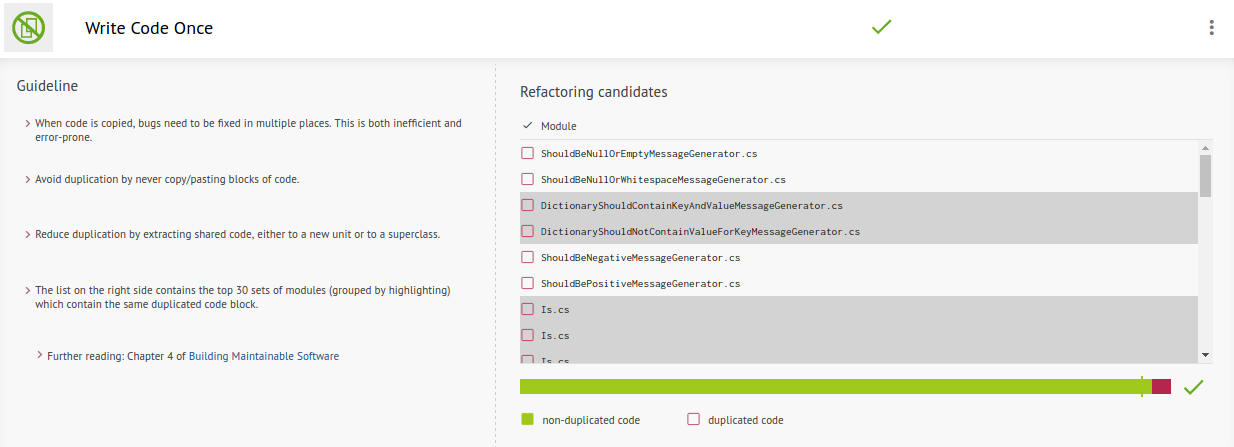 Write Code Once
Guideline
When code is copied, bugs need to be fixed in multiple places. This is both inefficient and
error-prone.
Avoid duplication by never copy/pasting blocks of code.
Reduce duplication by extracting shared code, either to a new unit or to a superclass.
The list on the right side contains the top 30 sets of modules (grouped by highlighting)
which contain the same duplicated code block.
Further reading: Chapter 4 of Building Maintainable Software
Refactoring candidates
Module
ShouldBeNullOrEmptyMessageGenerator.cs
ShouldBeNullOrWhitespaceMessageGenerator.cs
DictionaryShouldContainKeyAndValueMessageGenerator.cs
DictionaryShouldNotContainValueForKeyMessageGenerator.cs
ShouldBeNegativeMessageGenerator.cs
ShouldBePositiveMessageGenerator.cs
Is.cs
Is.cs
Is.cs
non-duplicated code
duplicated code